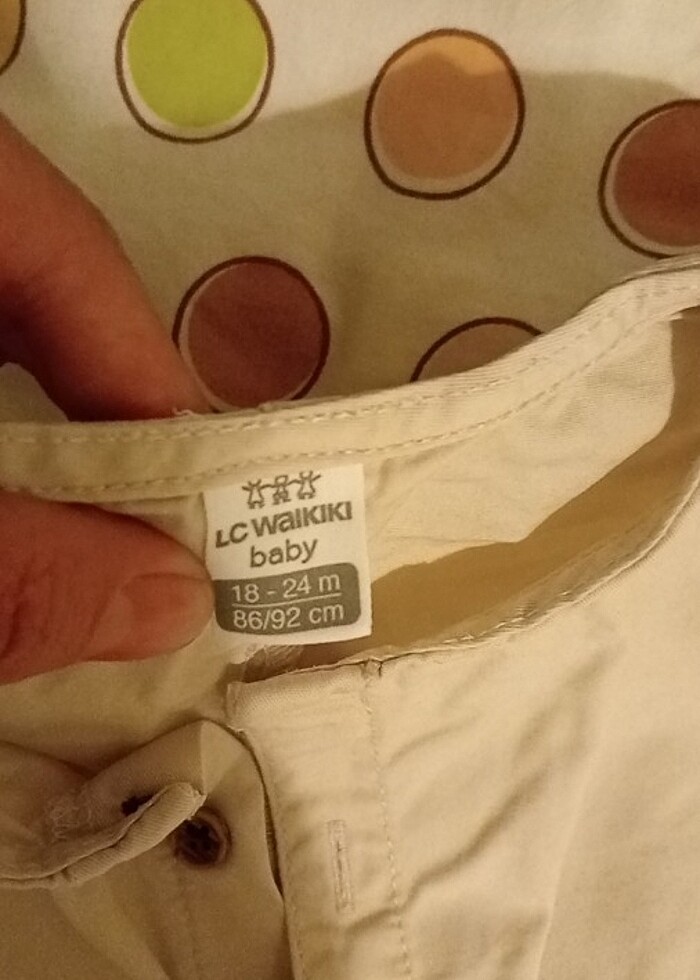 LC WAIKIKI
baby
18 - 24 m
86/92 cm